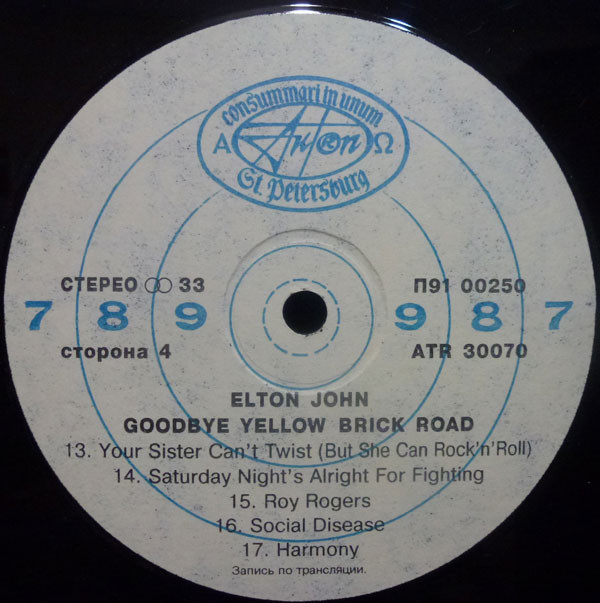 consummari in unum
А Anton Ω
St. Petersburg
СТЕРЕО 33
П91 00250
7 8 9 9 8 7
сторона 4
ATR 30070
ELTON JOHN
GOODBYE YELLOW BRICK ROAD
13. Your Sister Can't Twist (But She Can Rock'n'Roll)
14. Saturday Night's Alright For Fighting
15. Roy Rogers
16. Social Disease
17. Harmony
Запись по трансляции.